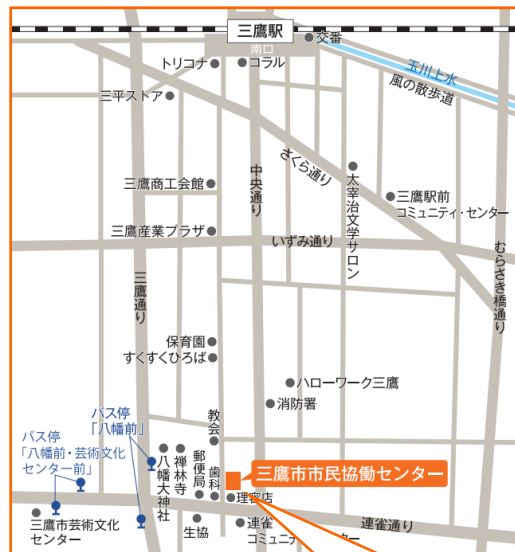 三鷹駅
南口
交番
トリコナ
コラル
玉川上水
風の散歩道
三平ストア
さくら通り
三鷹商工会館
中央通り
太宰治文学サロン
三鷹駅前
コミュニティ・センター
三鷹産業プラザ
いずみ通り
むらさき橋通り
三鷹通り
保育園
すくすくひろば
ハローワーク三鷹
消防署
バス停
「八幡前」
教会
バス停
「八幡前・芸術文化
センター前」
八幡大神社
禅林寺
郵便局
歯科
三鷹市市民協働センター
理容店
三鷹市芸術文化
センター
生協
連雀
コミュニティ・センター
連雀通り